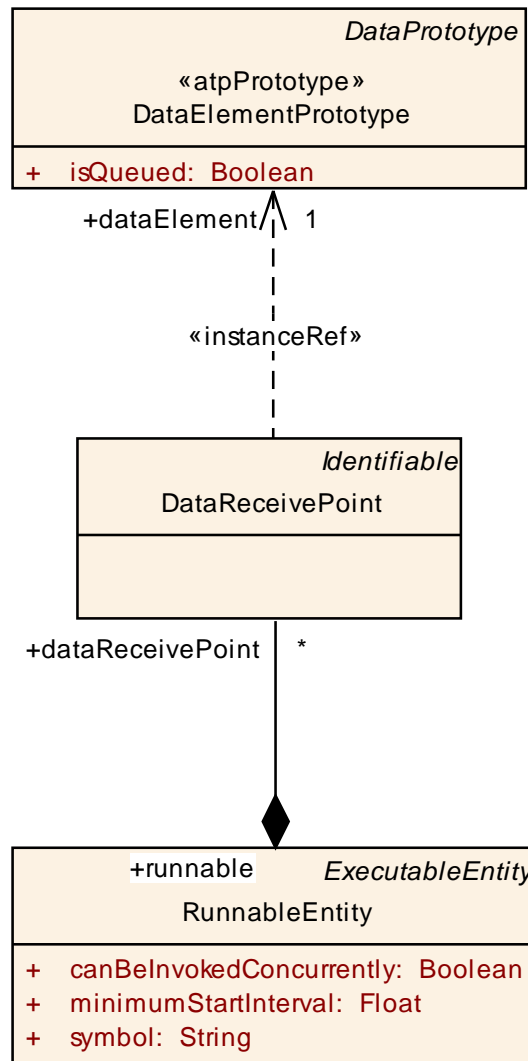 DataPrototype
«atpPrototype»
DataElementPrototype
+ isQueued: Boolean
+dataElement 1
«instanceRef»
Identifiable
DataReceivePoint
+dataReceivePoint *
+runnable ExecutableEntity
RunnableEntity
+ canBeInvokedConcurrently: Boolean
+ minimumStartInterval: Float
+ symbol: String